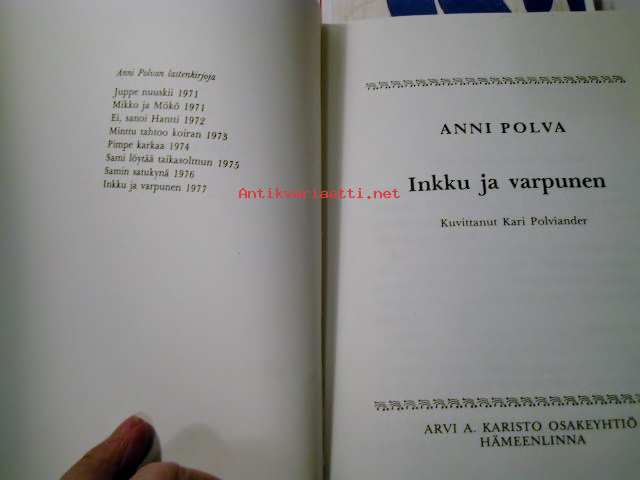 Anni Polvan lastenkirjoja
Juppe nuuskii 1971
Mikko ja Mökö 1971
Ei, sanoi Hantti 1972
Minttu tahtoo koiran 1973
Pimpe karkaa 1974
Sami löytää taikasolmun 1975
Samin satukynä 1976
Inkku ja varpunen 1977
Antikvariaatti.net
ANNI POLVA
Inkku ja varpunen
Kuvittanut Kari Polviander
ARVI A. KARISTO OSAKEYHTIÖ
HÄMEENLINNA